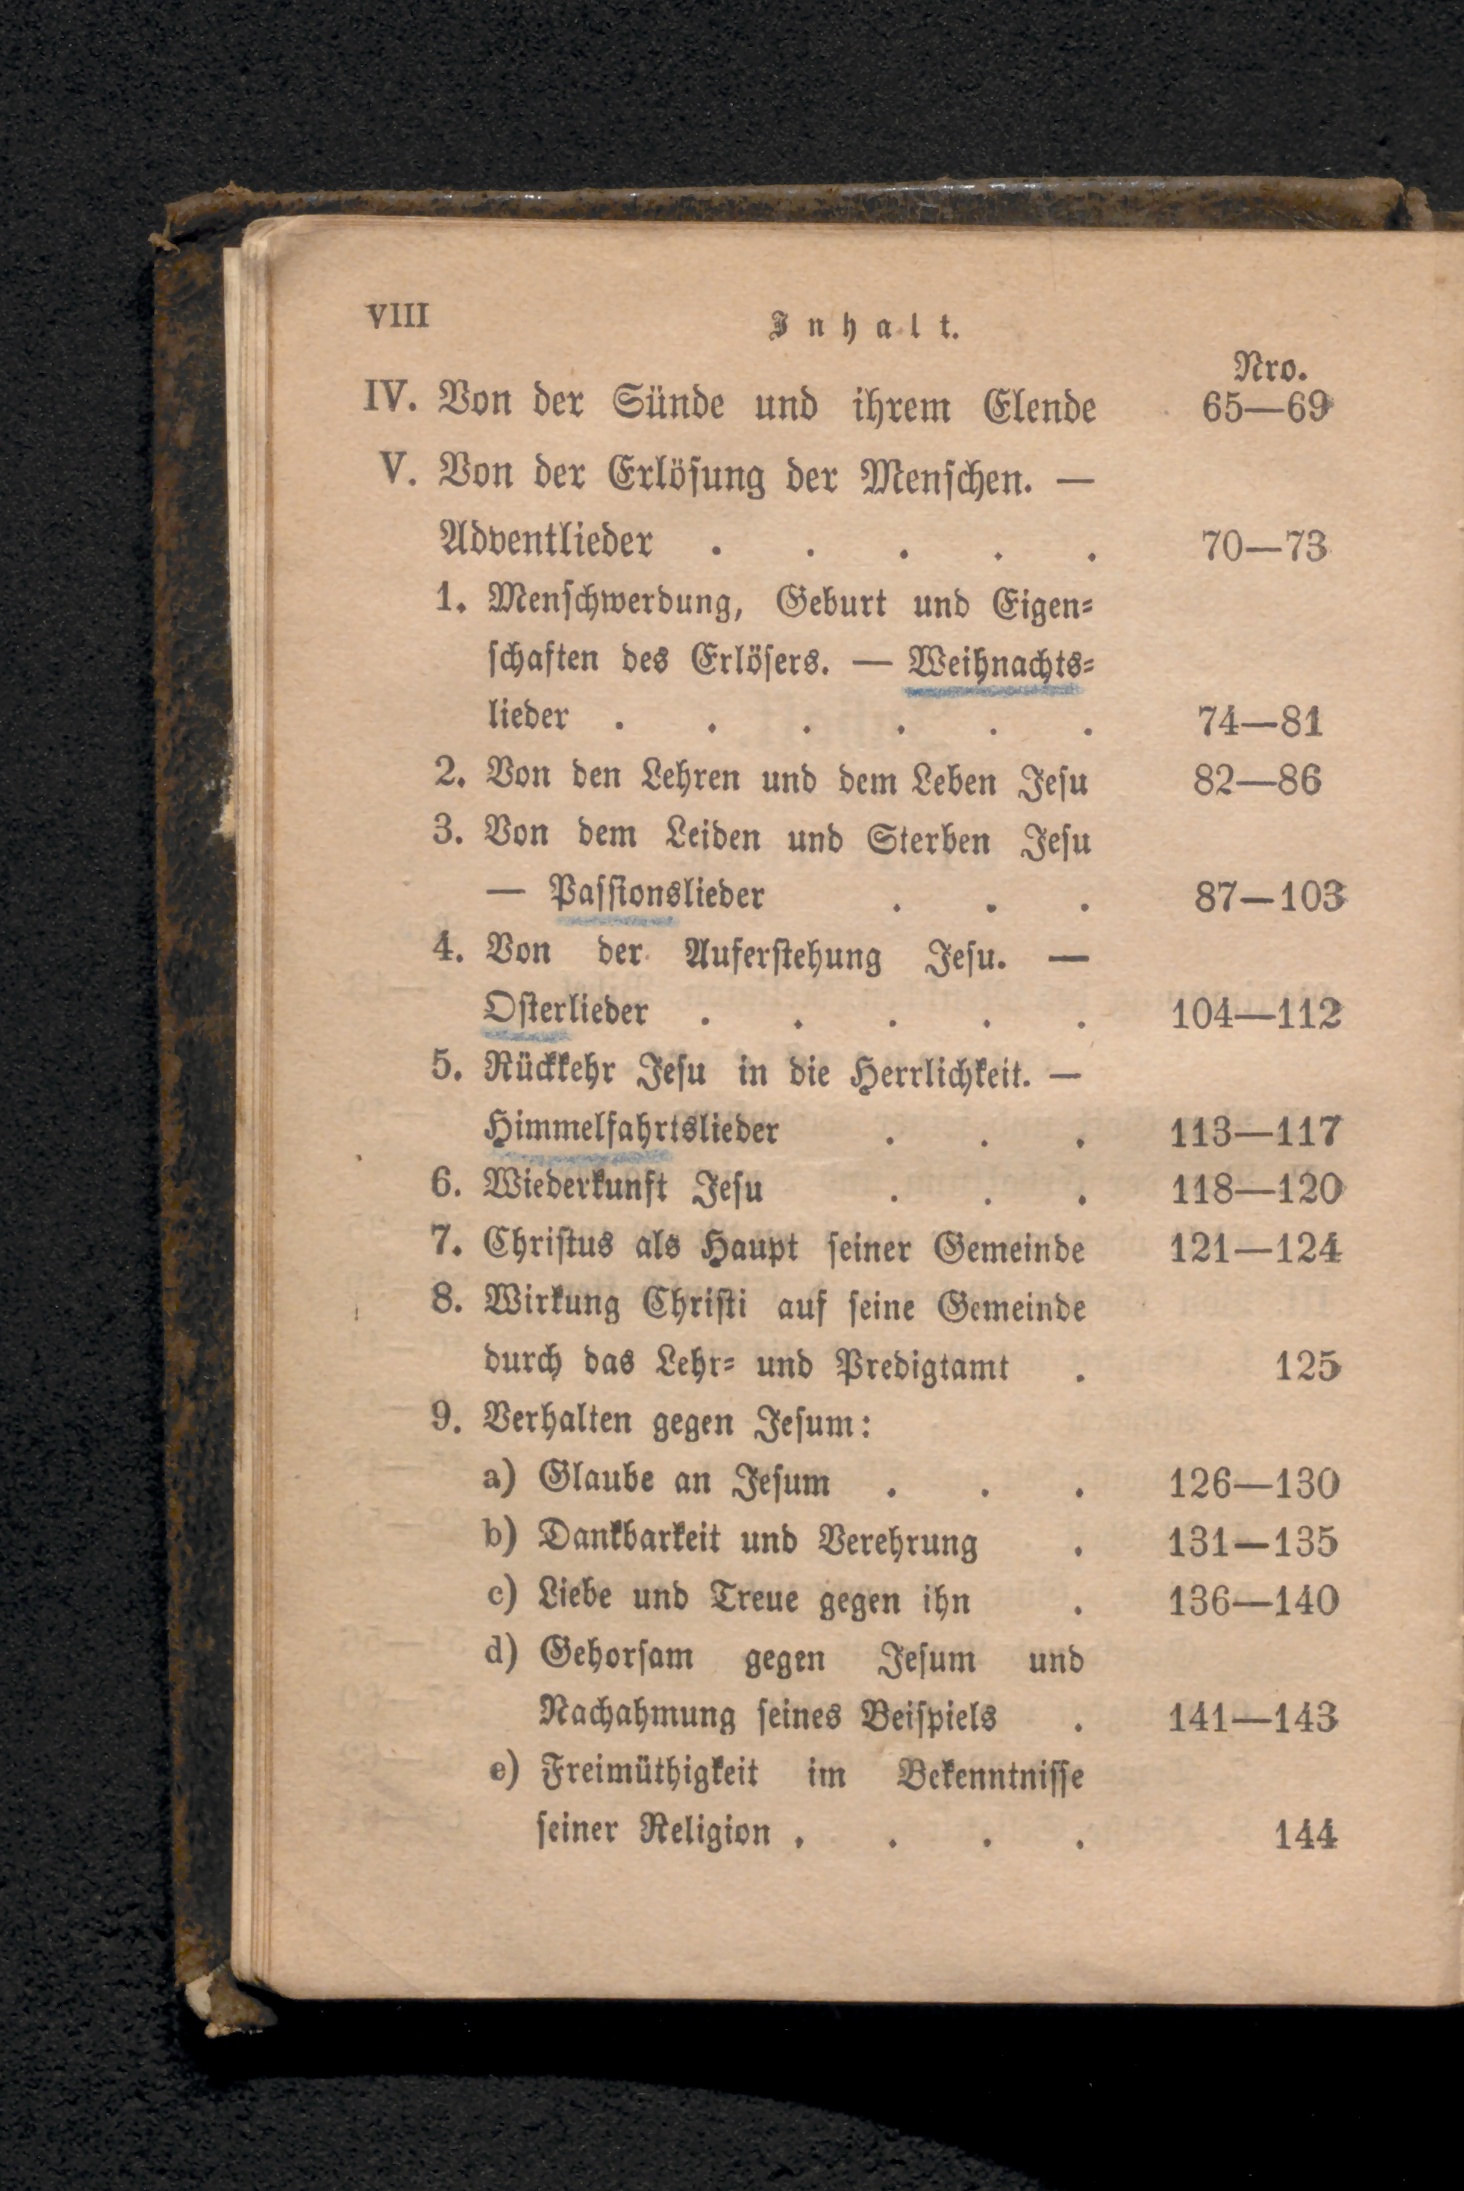 VIII
Inhalt.
Nro.
IV. Von der Sünde und ihrem Elende 65—69
V. Von der Erlösung der Menschen. —
Adventlieder . . . . . 70—73
1. Menschwerdung, Geburt und Eigen⸗
schaften des Erlösers. — Weihnachts⸗
lieder . . . . . . 74—81
2. Von den Lehren und dem Leben Jesu 82—86
3. Von dem Leiden und Sterben Jesu
— Passionslieder . . . 87—103
4. Von der Auferstehung Jesu. —
Osterlieder . . . . . 104—112
5. Rückkehr Jesu in die Herrlichkeit. —
Himmelfahrtslieder . . . 113—117
6. Wiederkunft Jesu . . . 118—120
7. Christus als Haupt seiner Gemeinde 121—124
8. Wirkung Christi auf seine Gemeinde
durch das Lehr⸗ und Predigtamt . 125
9. Verhalten gegen Jesum:
a) Glaube an Jesum . . . 126—130
b) Dankbarkeit und Verehrung . 131—135
c) Liebe und Treue gegen ihn . 136—140
d) Gehorsam gegen Jesum und
Nachahmung seines Beispiels . 141—143
e) Freimüthigkeit im Bekenntnisse
seiner Religion . . . . 144